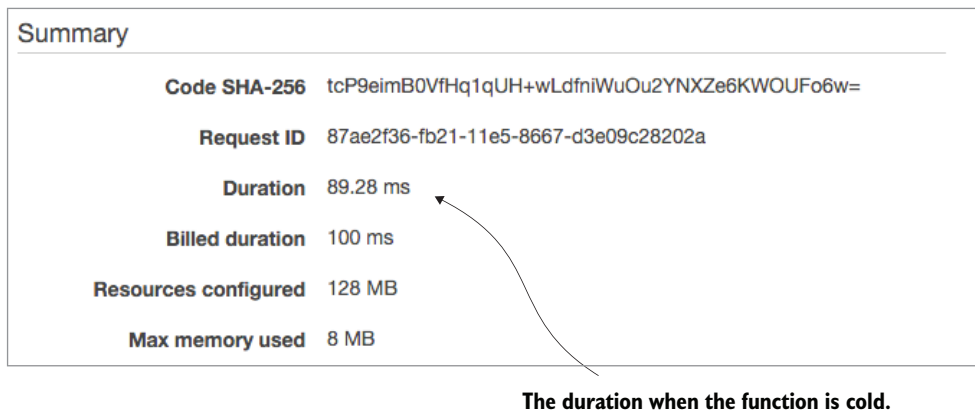 Summary
Code SHA-256 tcP9eimB0VfHq1qUH+wLdfniWuOu2YNXZe6KWOUFo6w=
Request ID 87ae2f36-fb21-11e5-8667-d3e09c28202a
Duration 89.28 ms
Billed duration 100 ms
Resources configured 128 MB
Max memory used 8 MB
The duration when the function is cold.